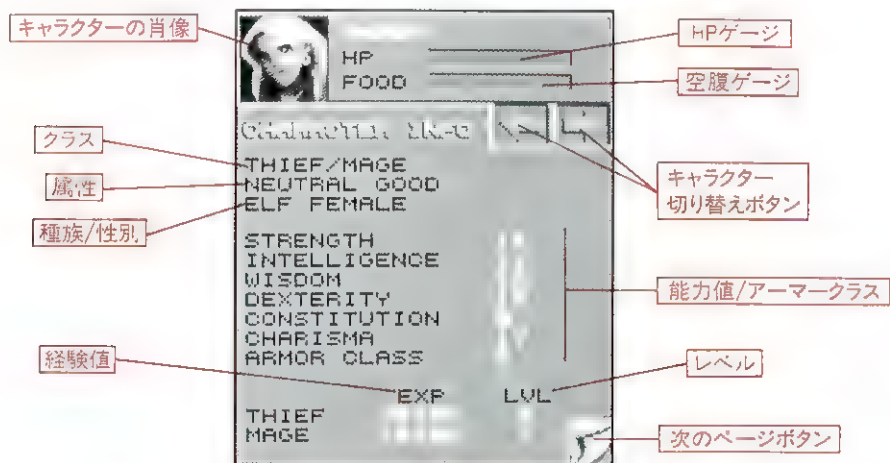 キャラクターの肖像
HP
FOOD
HPゲージ
空腹ゲージ
クラス
属性
種族/性別
THIEF/MAGE
NEUTRAL GOOD
ELF FEMALE
キャラクター
切り替えボタン
STRENGTH
INTELLIGENCE
WISDOM
DEXTERITY
CONSTITUTION
CHARISMA
ARMOR CLASS
能力値/アーマークラス
経験値
レベル
EXP LVL
THIEF
MAGE
次のページボタン